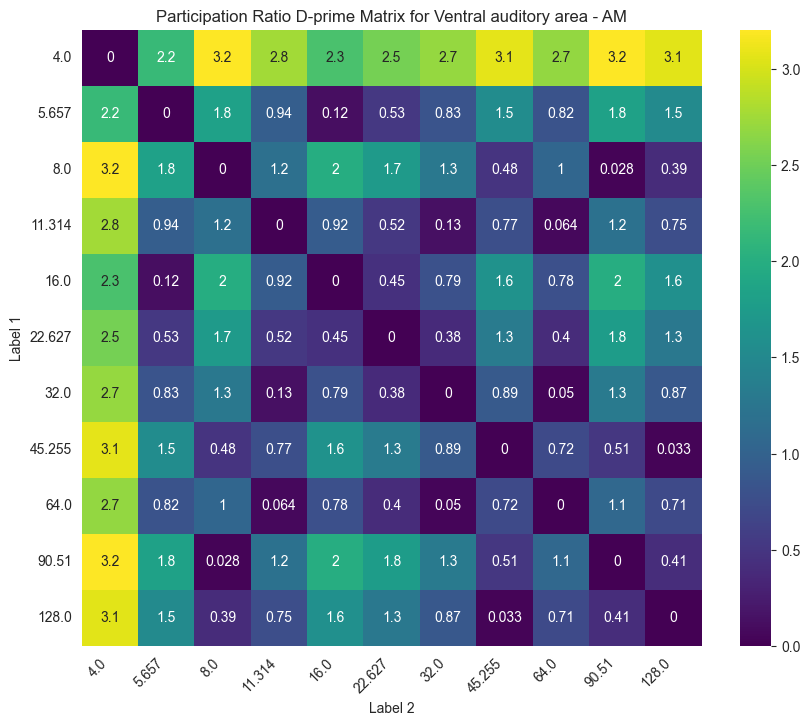 Participation Ratio D-prime Matrix for Ventral auditory area - AM
4.0 0 2.2 3.2 2.8 2.3 2.5 2.7 3.1 2.7 3.2 3.1
5.657 2.2 0 1.8 0.94 0.12 0.53 0.83 1.5 0.82 1.8 1.5
8.0 3.2 1.8 0 1.2 2 1.7 1.3 0.48 1 0.028 0.39
11.314 2.8 0.94 1.2 0 0.92 0.52 0.13 0.77 0.064 1.2 0.75
16.0 2.3 0.12 2 0.92 0 0.45 0.79 1.6 0.78 2 1.6
22.627 2.5 0.53 1.7 0.52 0.45 0 0.38 1.3 0.4 1.8 1.3
32.0 2.7 0.83 1.3 0.13 0.79 0.38 0 0.89 0.05 1.3 0.87
45.255 3.1 1.5 0.48 0.77 1.6 1.3 0.89 0 0.72 0.51 0.033
64.0 2.7 0.82 1 0.064 0.78 0.4 0.05 0.72 0 1.1 0.71
90.51 3.2 1.8 0.028 1.2 2 1.8 1.3 0.51 1.1 0 0.41
128.0 3.1 1.5 0.39 0.75 1.6 1.3 0.87 0.033 0.71 0.41 0
4.0 5.657 8.0 11.314 16.0 22.627 32.0 45.255 64.0 90.51 128.0
Label 2
Label 1
3.0
2.5
2.0
1.5
1.0
0.5
0.0